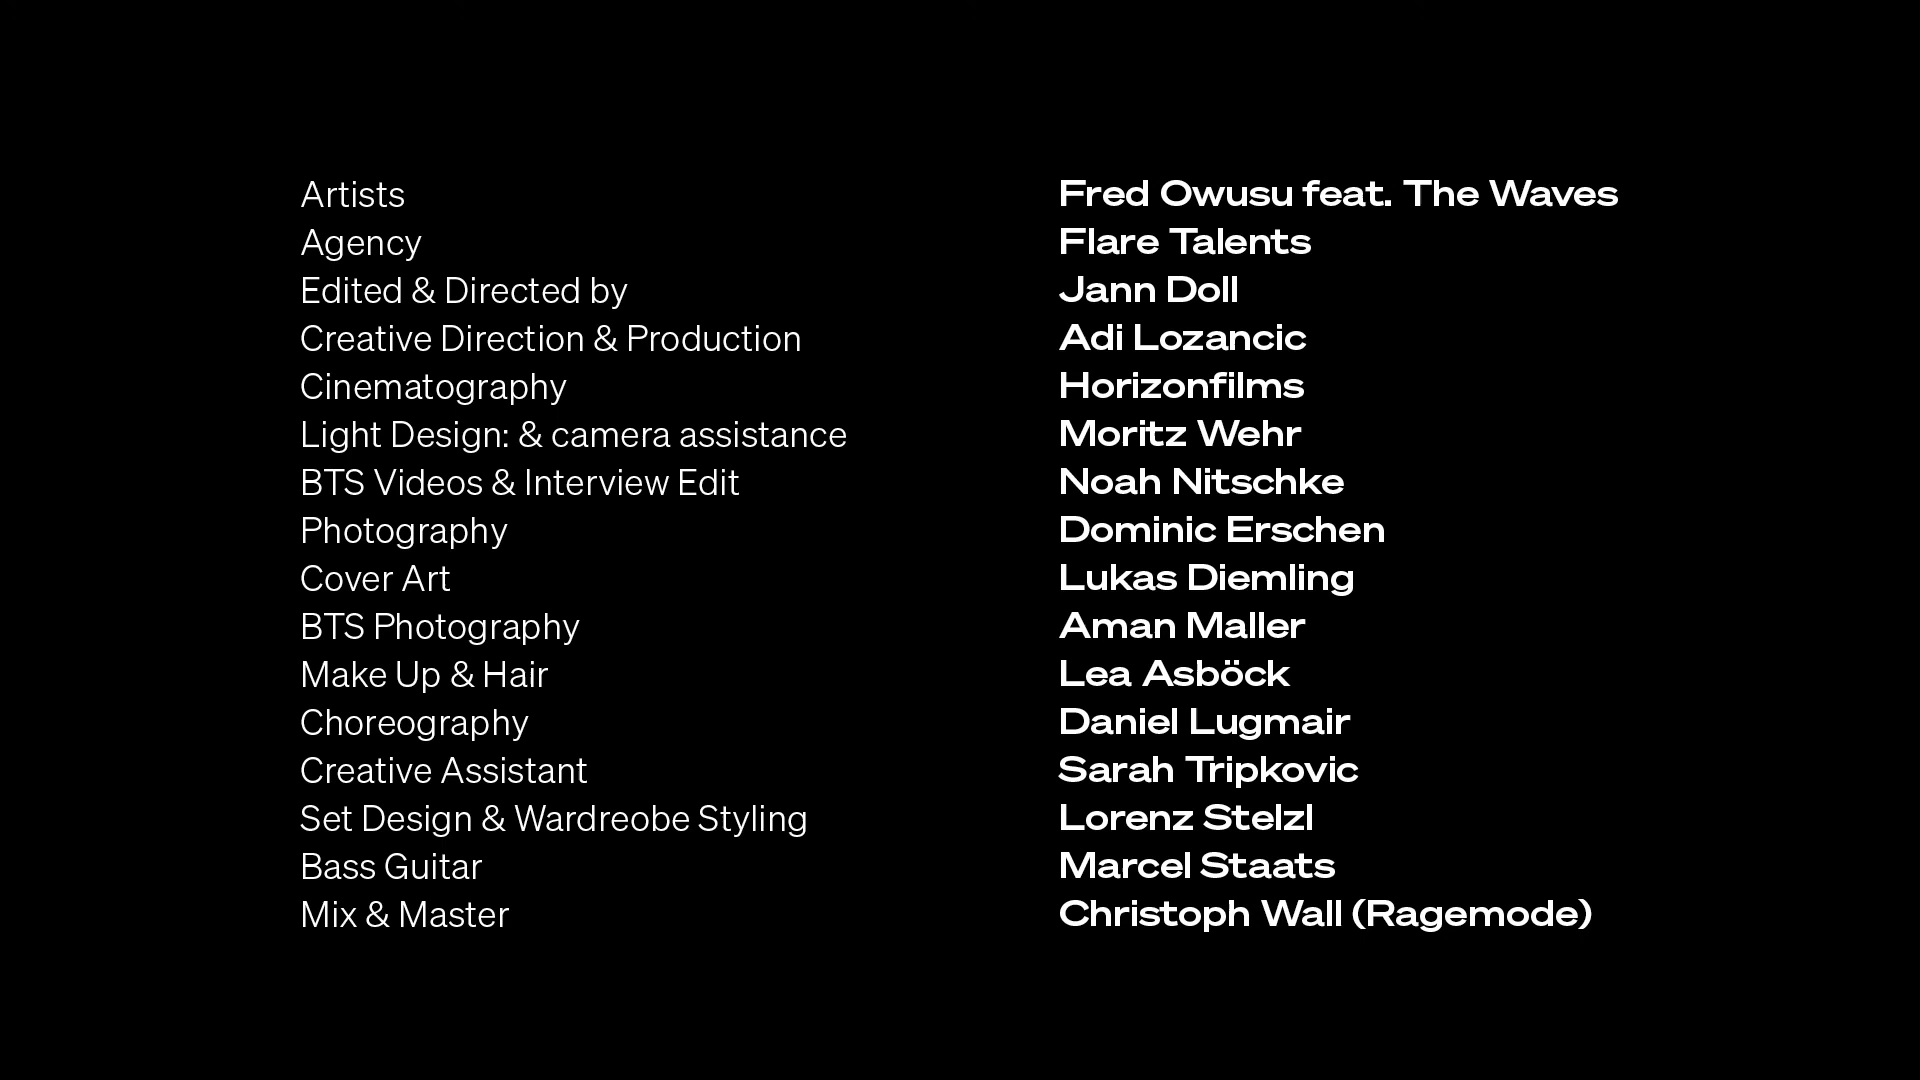 Artists Fred Owusu feat. The Waves
Agency Flare Talents
Edited & Directed by Jann Doll
Creative Direction & Production Adi Lozancic
Cinematography Horizonfilms
Light Design: & camera assistance Moritz Wehr
BTS Videos & Interview Edit Noah Nitschke
Photography Dominic Erschen
Cover Art Lukas Diemling
BTS Photography Aman Maller
Make Up & Hair Lea Asböck
Choreography Daniel Lugmair
Creative Assistant Sarah Tripkovic
Set Design & Wardreobe Styling Lorenz Stelzl
Bass Guitar Marcel Staats
Mix & Master Christoph Wall (Ragemode)